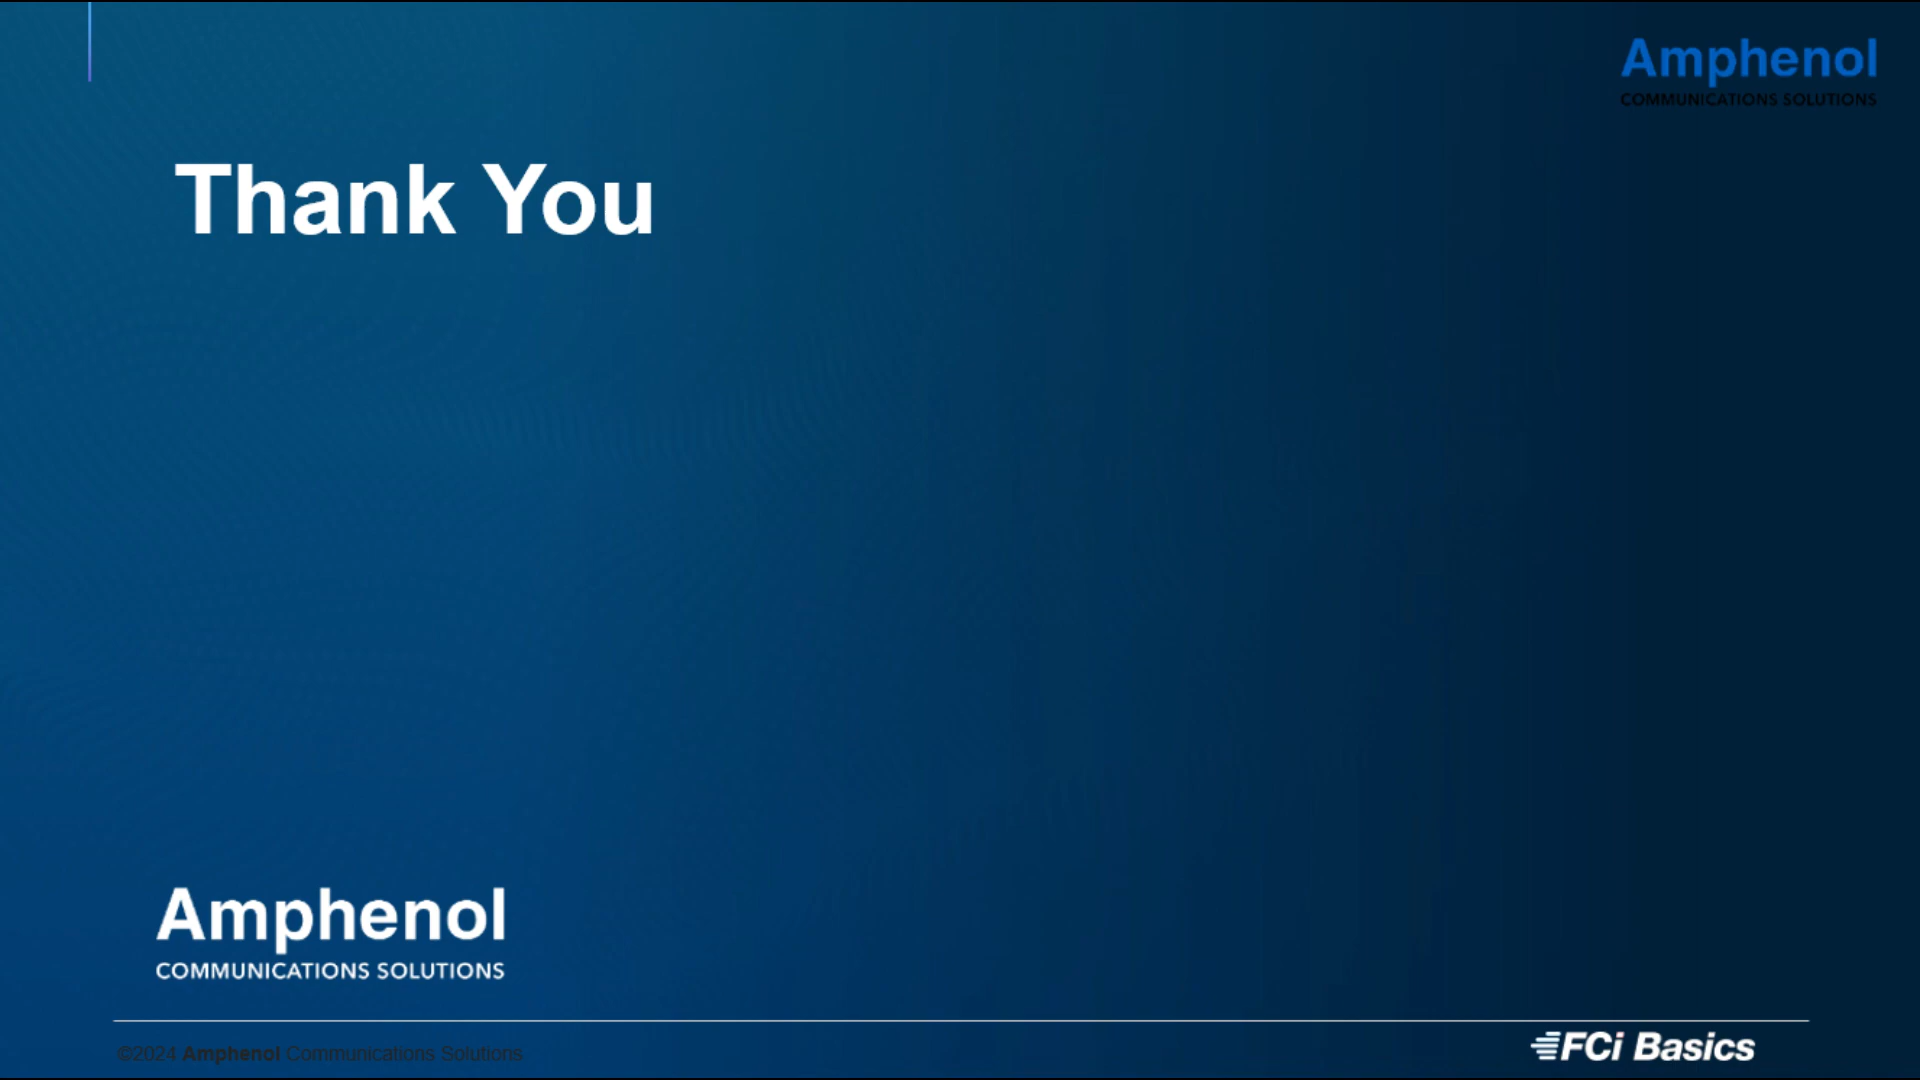 Amphenol
COMMUNICATIONS SOLUTIONS
Thank You
Amphenol
COMMUNICATIONS SOLUTIONS
©2024 Amphenol Communications Solutions
FCi Basics